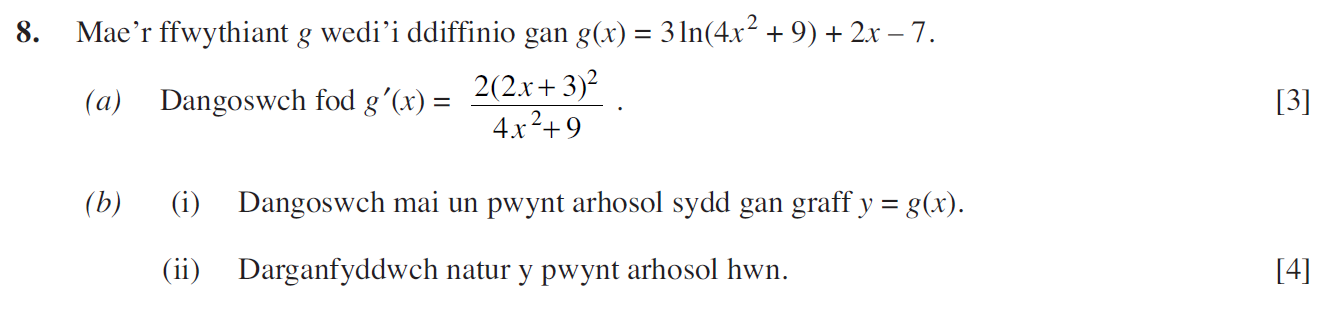 8. Mae'r ffwythiant g wedi'i ddiffinio gan g(x) = 3 ln(4x² + 9) + 2x – 7.
(a) Dangoswch fod g′(x) = 2(2x + 3)² / 4x² + 9 . [3]
(b) (i) Dangoswch mai un pwynt arhosol sydd gan graff y = g(x).
(ii) Darganfyddwch natur y pwynt arhosol hwn. [4]